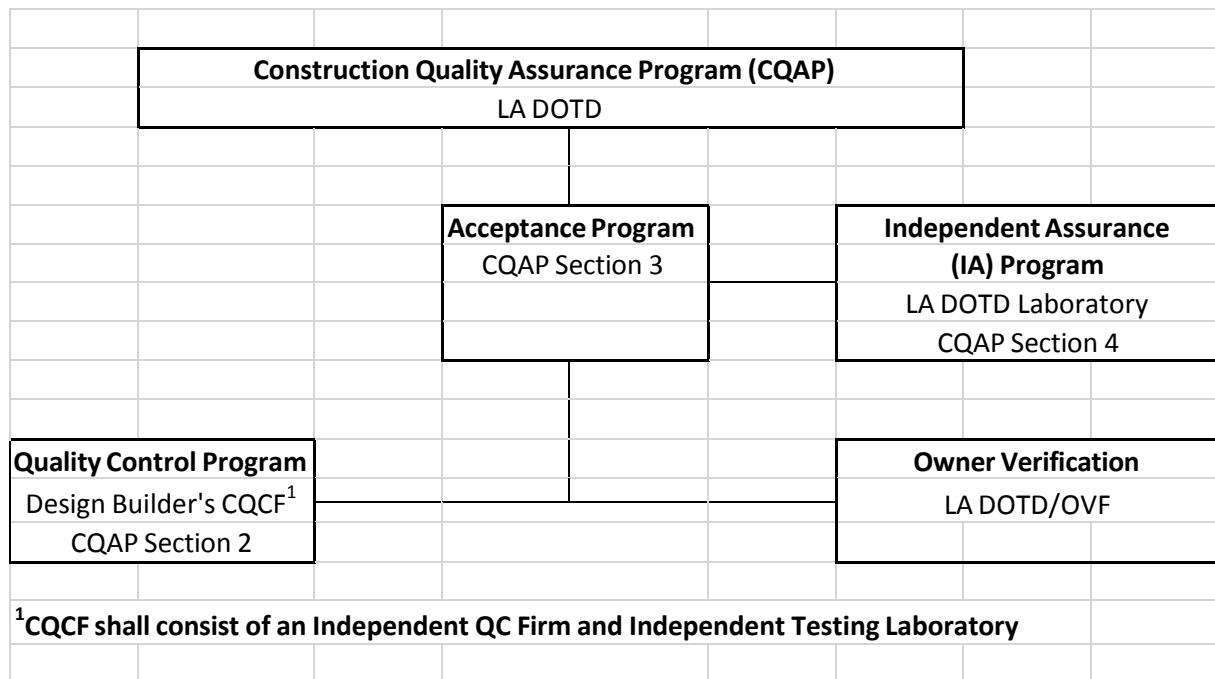 Construction Quality Assurance Program (CQAP)
LA DOTD
Acceptance Program
CQAP Section 3
Independent Assurance
(IA) Program
LA DOTD Laboratory
CQAP Section 4
Quality Control Program
Design Builder's CQCF¹
CQAP Section 2
Owner Verification
LA DOTD/OVF
¹CQCF shall consist of an Independent QC Firm and Independent Testing Laboratory